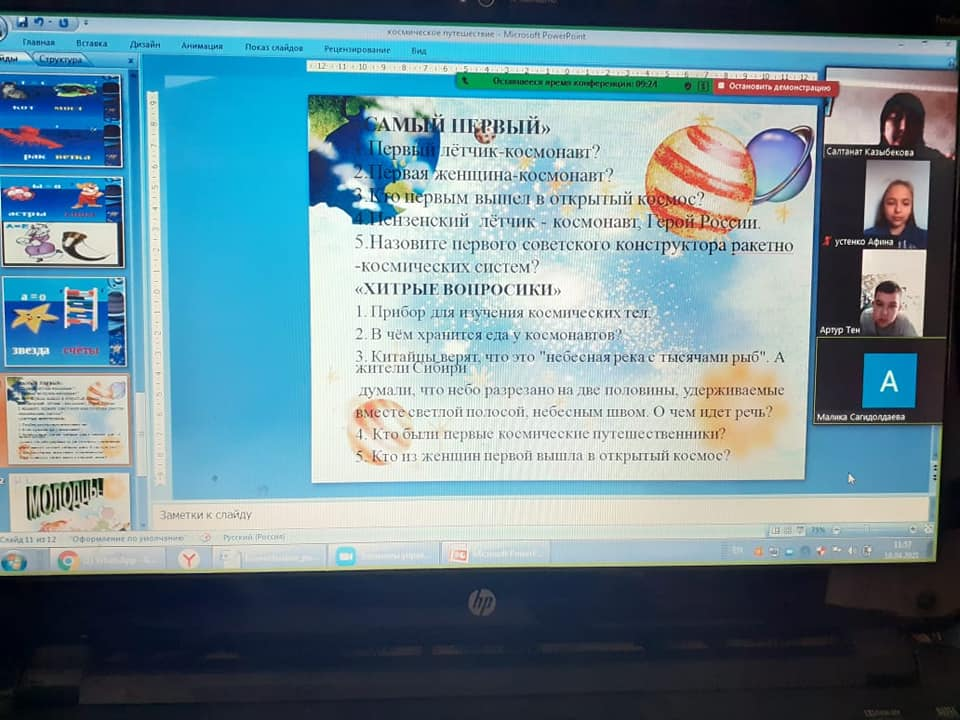 космическое путешествие - Microsoft PowerPoint
Главная Вставка Дизайн Анимация Показ слайдов Рецензирование Вид
Структура
Оставшееся время конференции: 09:24
Остановить демонстрацию
кот мост
рак ветка
астры
а=о
звезда счёты
МОЛОДЦЫ
САМЫЙ ПЕРВЫЙ»
Первый лётчик-космонавт?
2.Первая женщина-космонавт?
3.Кто первым вышел в открытый космос?
4.Пензенский лётчик - космонавт, Герой России.
5.Назовите первого советского конструктора ракетно
-космических систем?
«ХИТРЫЕ ВОПРОСИКИ»
1. Прибор для изучения космических тел.
2. В чём хранится еда у космонавтов?
3. Китайцы верят, что это "небесная река с тысячами рыб". А
жители Сибири
думали, что небо разрезано на две половины, удерживаемые
вместе светлой полосой, небесным швом. О чем идет речь?
4. Кто были первые космические путешественники?
5. Кто из женщин первой вышла в открытый космос?
Салтанат Казыбекова
устенко Афина
Артур Тен
А
Малика Сагидолдаева
Заметки к слайду
Слайд 11 из 12 "Оформление по умолчанию" Русский (Россия)
75%
Microsoft PowerP
11:57
10.04.2021
hp